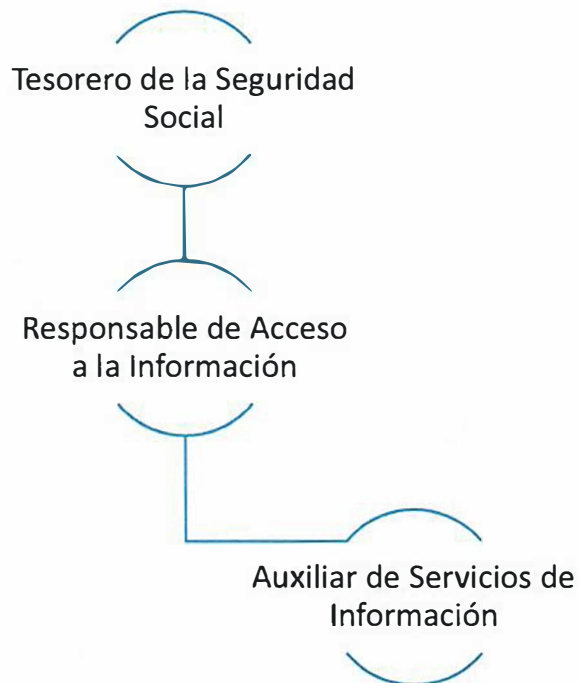 Tesorero de la Seguridad
Social
Responsable de Acceso
a la Información
Auxiliar de Servicios de
Información